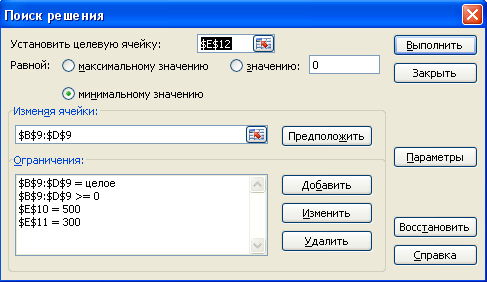 Поиск решения
Установить целевую ячейку: $E$12
Выполнить
Равной: максимальному значению значению: 0
Закрыть
минимальному значению
Изменяя ячейки:
$B$9:$D$9
Предположить
Ограничения:
Параметры
$B$9:$D$9 = целое
$B$9:$D$9 >= 0
$E$10 = 500
$E$11 = 300
Добавить
Изменить
Удалить
Восстановить
Справка